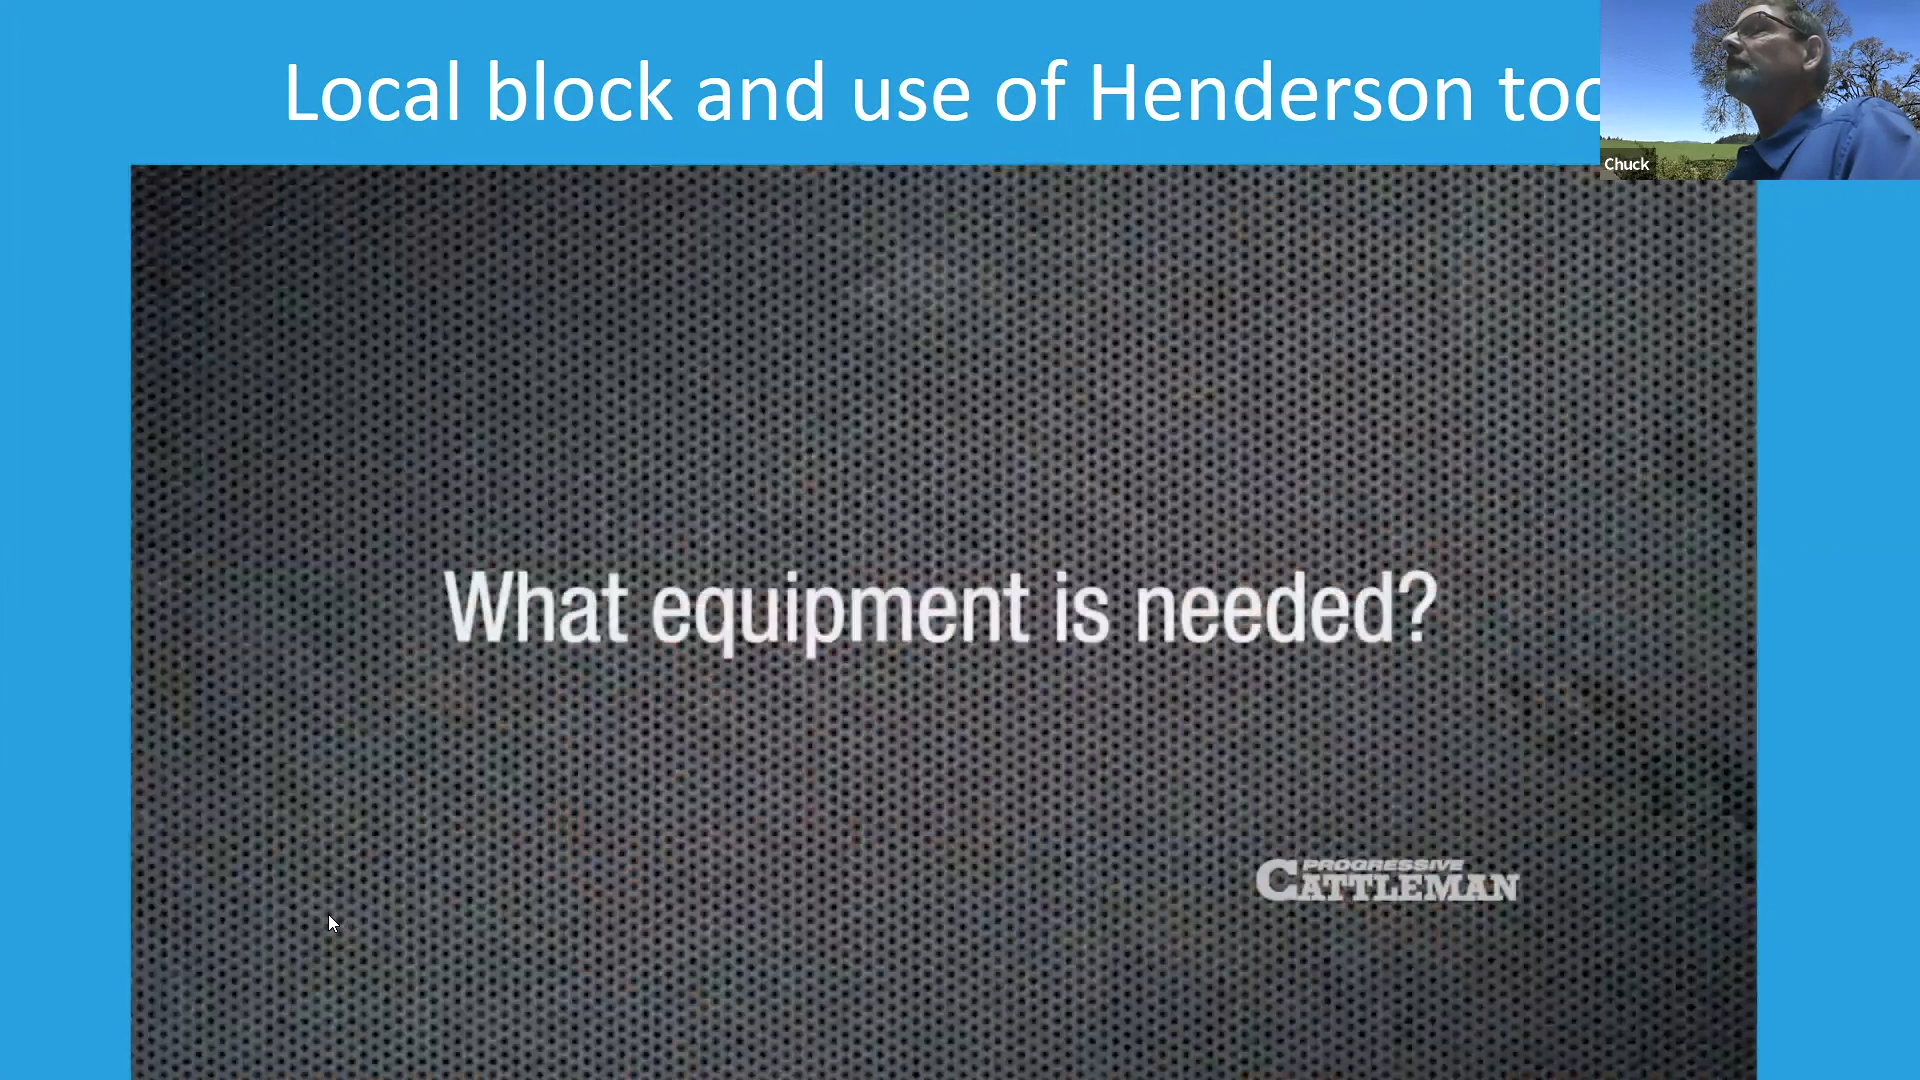 Local block and use of Henderson too
Chuck
What equipment is needed?
PROGRESSIVE
CATTLEMAN